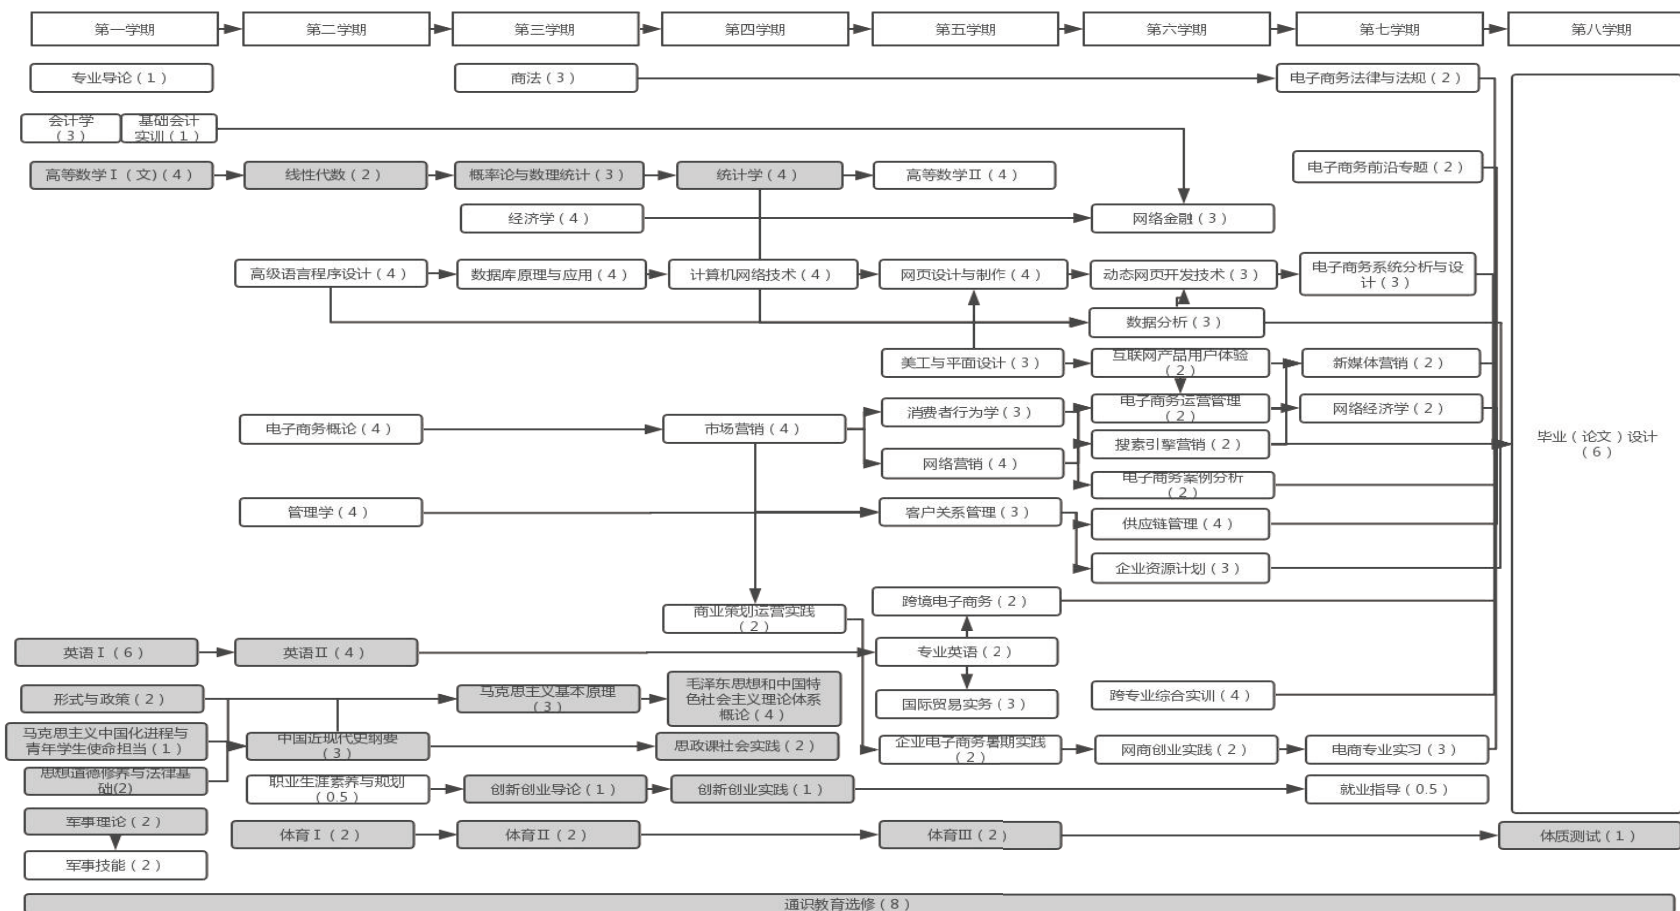 第一学期
第二学期
第三学期
第四学期
第五学期
第六学期
第七学期
第八学期
专业导论（1）
商法（3）
电子商务法律与法规（2）
会计学
（3）
基础会计
实训（1）
高等数学Ⅰ（文）（4）
线性代数（2）
概率论与数理统计（3）
统计学（4）
高等数学Ⅱ（4）
电子商务前沿专题（2）
经济学（4）
网络金融（3）
高级语言程序设计（4）
数据库原理与应用（4）
计算机网络技术（4）
网页设计与制作（4）
动态网页开发技术（3）
电子商务系统分析与设
计（3）
数据分析（3）
美工与平面设计（3）
互联网产品用户体验
（2）
新媒体营销（2）
消费者行为学（3）
电子商务运营管理
（2）
网络经济学（2）
电子商务概论（4）
市场营销（4）
搜素引擎营销（2）
毕业（论文）设计
（6）
网络营销（4）
电子商务案例分析
（2）
管理学（4）
客户关系管理（3）
供应链管理（4）
企业资源计划（3）
跨境电子商务（2）
商业策划运营实践
（2）
英语Ⅰ（6）
英语Ⅱ（4）
专业英语（2）
形式与政策（2）
马克思主义基本原理
（3）
毛泽东思想和中国特
色社会主义理论体系
概论（4）
国际贸易实务（3）
跨专业综合实训（4）
马克思主义中国化进程与
青年学生使命担当（1）
中国近现代史纲要
（3）
思政课社会实践（2）
企业电子商务暑期实践
（2）
网商创业实践（2）
电商专业实习（3）
思想道德修养与法律基
础(2)
职业生涯素养与规划
（0.5）
创新创业导论（1）
创新创业实践（1）
就业指导（0.5）
军事理论（2）
体育Ⅰ（2）
体育Ⅱ（2）
体育Ⅲ（2）
体质测试（1）
军事技能（2）
通识教育选修（8）